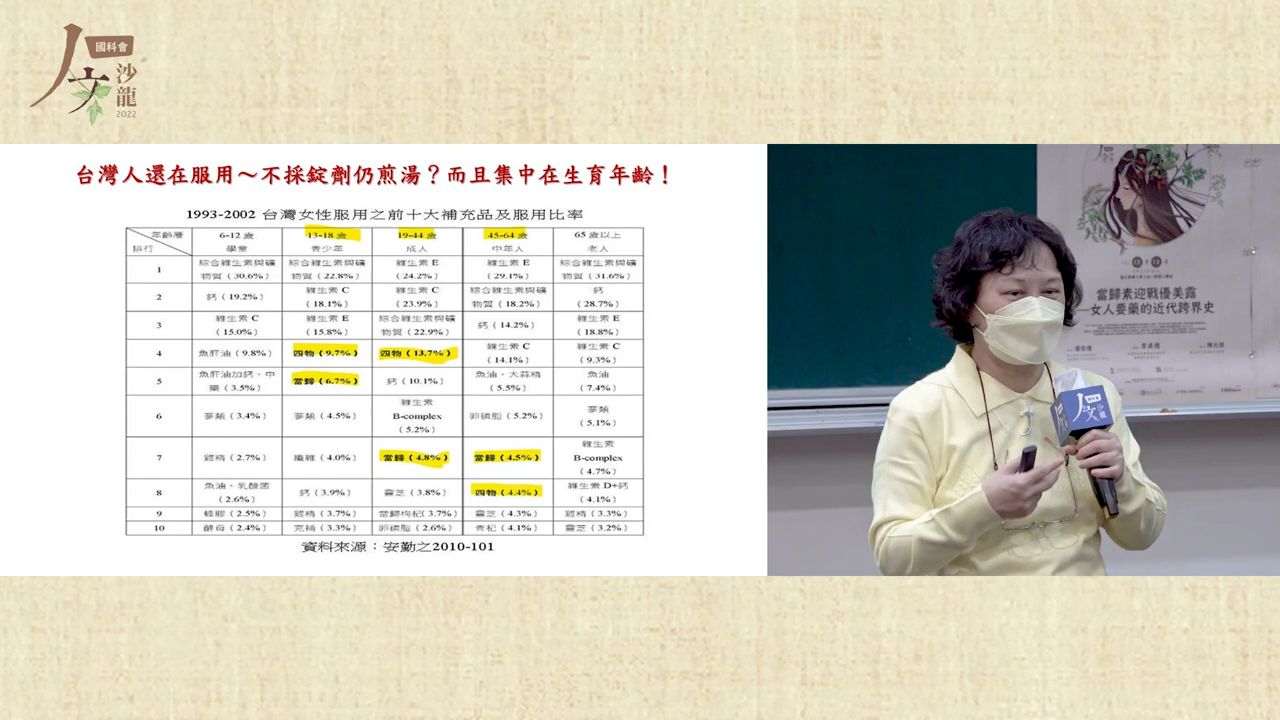 國科會
人文
沙龍
2022
台灣人還在服用～不採錠劑仍煎湯？而且集中在生育年齡！
1993-2002 台灣女性服用之前十大補充品及服用比率
年齡層 排行 6-12 歲 學童 13-18 歲 青少年 19-44 歲 成人 45-64 歲 中年人 65 歲以上 老人
1 綜合維生素與礦物質（30.6%） 綜合維生素與礦物質（22.8%） 維生素 E （24.2%） 維生素 E （29.1%） 綜合維生素與礦物質（31.6%）
2 鈣（19.2%） 維生素 C （18.1%） 維生素 C （23.9%） 綜合維生素與礦物質（18.2%） 鈣 （28.7%）
3 維生素 C （15.0%） 維生素 E （15.8%） 綜合維生素與礦物質（22.9%） 鈣（14.2%） 維生素 E （18.8%）
4 魚肝油（9.8%） 四物（9.7%） 四物（13.7%） 維生素 C （14.1%） 維生素 C （9.3%）
5 魚肝油加鈣、中藥（3.5%） 當歸（6.7%） 鈣（10.1%） 魚油、大蒜精（5.5%） 魚油 （7.4%）
6 蔘類（3.4%） 蔘類（4.5%） 維生素 B-complex （5.2%） 卵磷脂（5.2%） 蔘類 （5.1%）
7 雞精（2.7%） 纖維（4.0%） 當歸（4.8%） 當歸（4.5%） 維生素 B-complex （4.7%）
8 魚油、乳酸菌（2.6%） 鈣（3.9%） 靈芝（3.8%） 四物（4.4%） 維生素 D+鈣（4.1%）
9 蜂膠（2.5%） 雞精（3.7%） 當歸枸杞（3.7%） 靈芝（4.3%） 雞精（3.3%）
10 酵母（2.4%） 克補（3.3%） 卵磷脂（2.6%） 青杞（4.1%） 靈芝（3.2%）
資料來源：安勤之2010-101
當歸素迎戰優美露
—女人要藥的近代跨界史
人文
沙龍